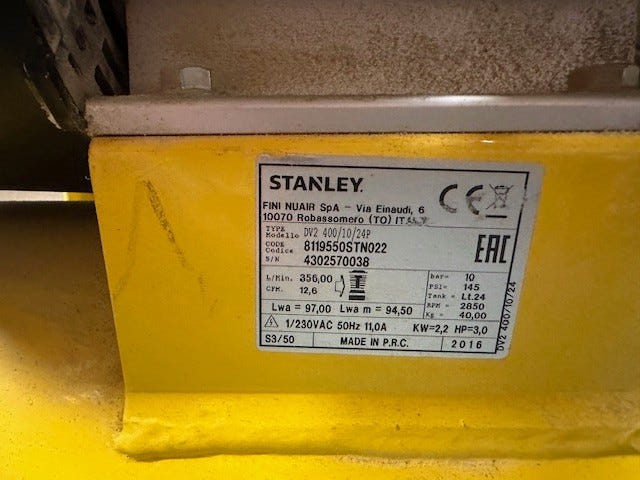 STANLEY.
CE
FINI NUAIR SpA - Via Einaudi, 6
10070 Robassomero (TO) ITALY
TYPE
Modello DV2 400/10/24P
CODE
Codice 8119550STN022
S/N 4302570038
EAC
L/Min. 356,00
CFM. 12,6
bar= 10
PSI= 145
Tank = Lt.24
RPM = 2850
Kg = 40,00
Lwa = 97,00 Lwa m = 94,50
1/230VAC 50Hz 11,0A KW=2,2 HP=3,0
S3/50 MADE IN P.R.C. 2016
DV2 400/10/24